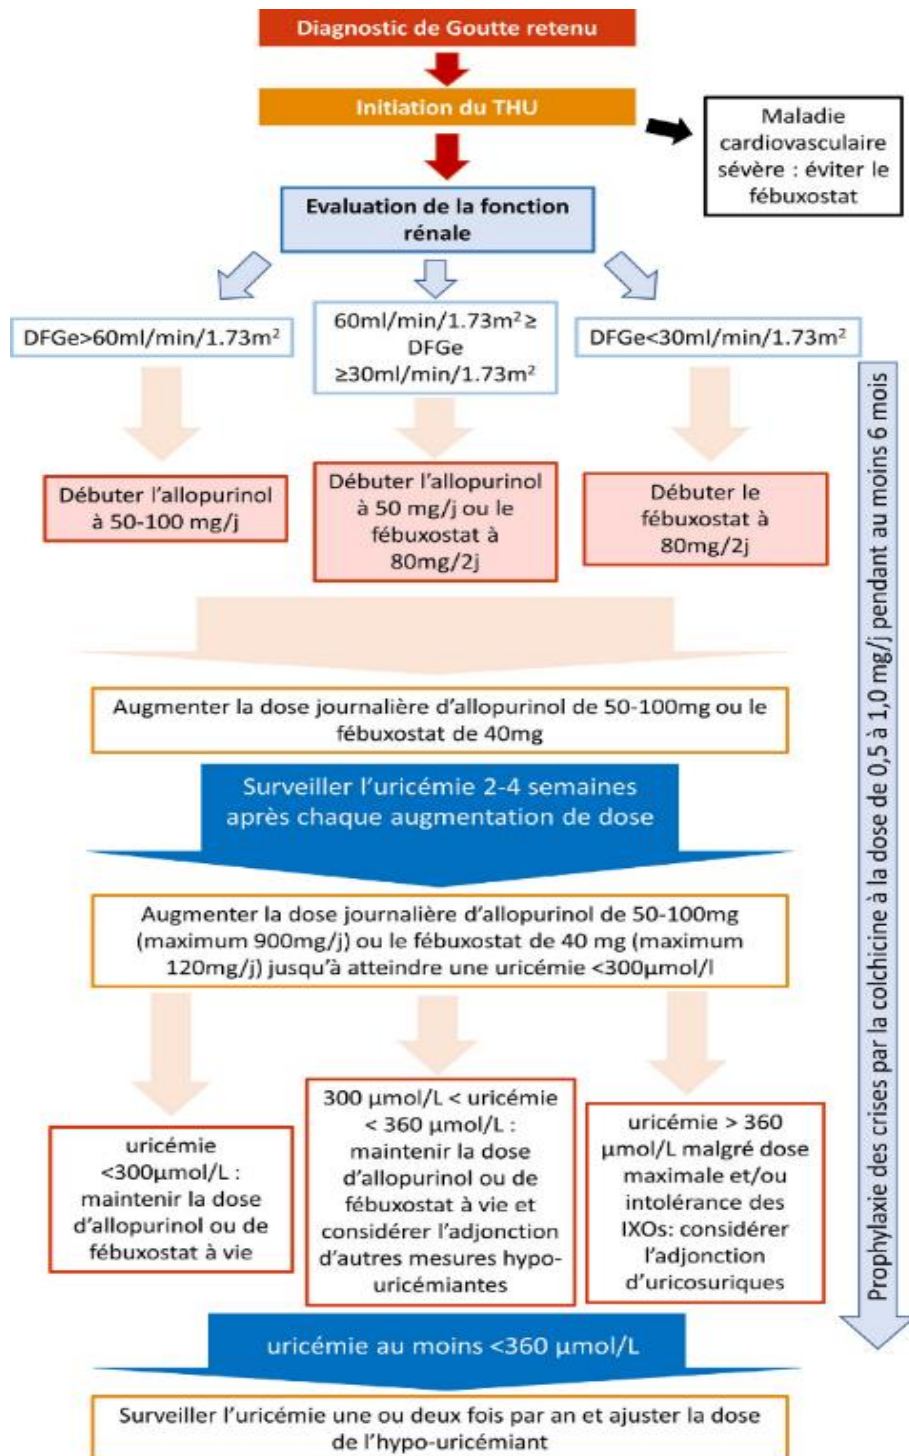 Diagnostic de Goutte retenu
Initiation du THU
Maladie
cardiovasculaire
sévère : éviter le
fébuxostat
Evaluation de la fonction
rénale
DFGe>60ml/min/1.73m²
60ml/min/1.73m²≥
DFGe
≥30ml/min/1.73m²
DFGe<30ml/min/1.73m²
Débuter l’allopurinol
à 50-100 mg/j
Débuter l’allopurinol
à 50 mg/j ou le
fébuxostat à
80mg/2j
Débuter le
fébuxostat à
80mg/2j
Augmenter la dose journalière d’allopurinol de 50-100mg ou le
fébuxostat de 40mg
Surveiller l’uricémie 2-4 semaines
après chaque augmentation de dose
Augmenter la dose journalière d’allopurinol de 50-100mg
(maximum 900mg/j) ou le fébuxostat de 40 mg (maximum
120mg/j) jusqu’à atteindre une uricémie <300µmol/l
uricémie
<300µmol/L :
maintenir la dose
d’allopurinol ou de
fébuxostat à vie
300 µmol/L < uricémie
< 360 µmol/L :
maintenir la dose
d’allopurinol ou de
fébuxostat à vie et
considérer l’adjonction
d’autres mesures hypo-
uricémiantes
uricémie > 360
µmol/L malgré dose
maximale et/ou
intolérance des
IXOs: considérer
l’adjonction
d’uricosuriques
uricémie au moins <360 µmol/L
Surveiller l’uricémie une ou deux fois par an et ajuster la dose
de l’hypo-uricémiant
Prophylaxie des crises par la colchicine à la dose de 0,5 à 1,0 mg/j pendant au moins 6 mois